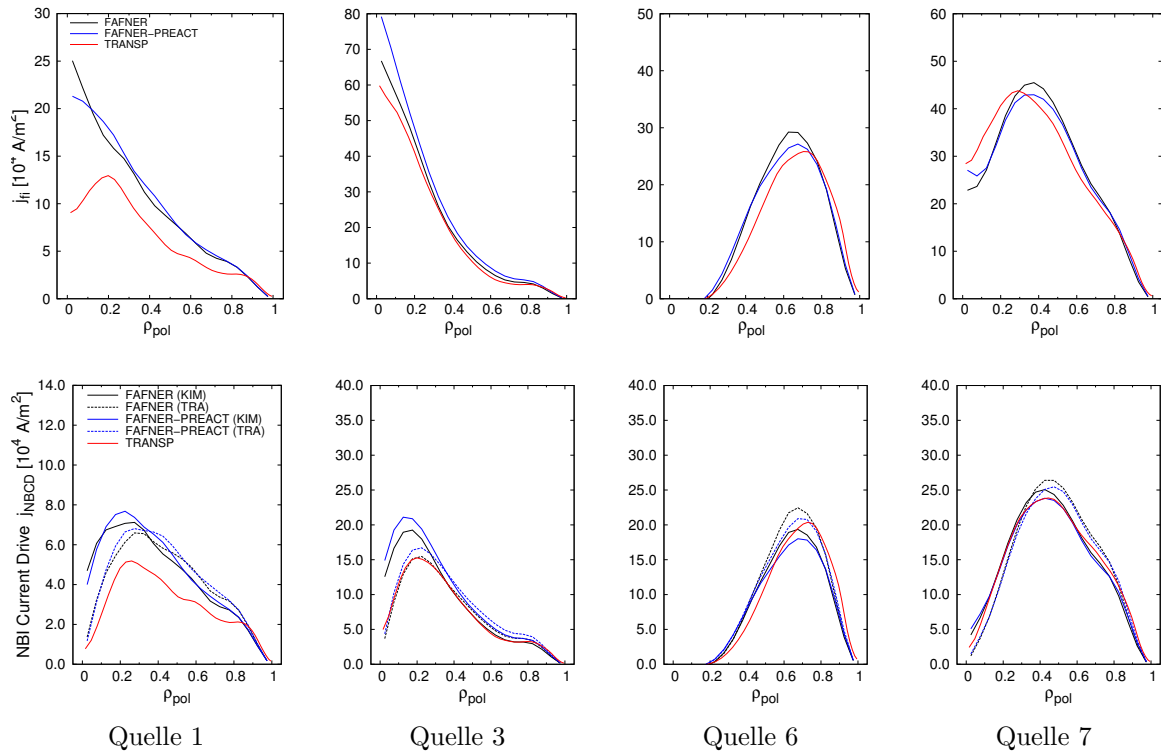 30
25
20
15
10
5
0
j_fi [10⁴ A/m²]
FAFNER
FAFNER-PREACT
TRANSP
0 0.2 0.4 0.6 0.8 1
ρ_pol
80
70
60
50
40
30
20
10
0
0 0.2 0.4 0.6 0.8 1
ρ_pol
50
40
30
20
10
0
0 0.2 0.4 0.6 0.8 1
ρ_pol
60
50
40
30
20
10
0
0 0.2 0.4 0.6 0.8 1
ρ_pol
14.0
12.0
10.0
8.0
6.0
4.0
2.0
0.0
NBI Current Drive j_NBCD [10⁴ A/m²]
FAFNER (KIM)
FAFNER (TRA)
FAFNER-PREACT (KIM)
FAFNER-PREACT (TRA)
TRANSP
0 0.2 0.4 0.6 0.8 1
ρ_pol
40.0
35.0
30.0
25.0
20.0
15.0
10.0
5.0
0.0
0 0.2 0.4 0.6 0.8 1
ρ_pol
40.0
35.0
30.0
25.0
20.0
15.0
10.0
5.0
0.0
0 0.2 0.4 0.6 0.8 1
ρ_pol
40.0
35.0
30.0
25.0
20.0
15.0
10.0
5.0
0.0
0 0.2 0.4 0.6 0.8 1
ρ_pol
Quelle 1
Quelle 3
Quelle 6
Quelle 7